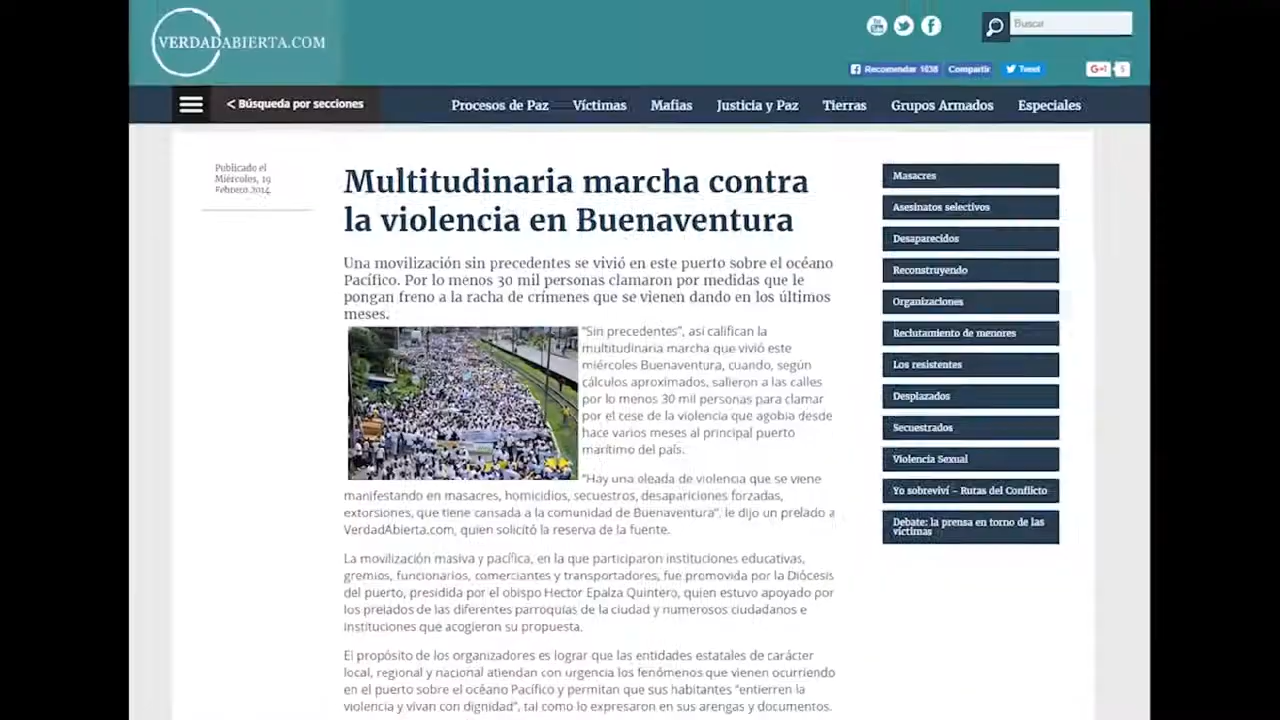 VERDADABIERTA.COM
You
Buscar
Recomendar 1638 Compartir Tweet G+1 5
< Búsqueda por secciones
Procesos de Paz Víctimas Mafias Justicia y Paz Tierras Grupos Armados Especiales
Publicado el
Miércoles, 19
Febrero 2014
Multitudinaria marcha contra
la violencia en Buenaventura
Una movilización sin precedentes se vivió en este puerto sobre el océano
Pacífico. Por lo menos 30 mil personas clamaron por medidas que le
pongan freno a la racha de crímenes que se vienen dando en los últimos
meses.
"Sin precedentes", así califican la
multitudinaria marcha que vivió este
miércoles Buenaventura, cuando, según
cálculos aproximados, salieron a las calles
por lo menos 30 mil personas para clamar
por el cese de la violencia que agobia desde
hace varios meses al principal puerto
marítimo del país.
"Hay una oleada de violencia que se viene
manifestando en masacres, homicidios, secuestros, desapariciones forzadas,
extorsiones, que tiene cansada a la comunidad de Buenaventura", le dijo un prelado a
VerdadAbierta.com, quien solicitó la reserva de la fuente.
La movilización masiva y pacífica, en la que participaron instituciones educativas,
gremios, funcionarios, comerciantes y transportadores, fue promovida por la Diócesis
del puerto, presidida por el obispo Hector Epalza Quintero, quien estuvo apoyado por
los prelados de las diferentes parroquias de la ciudad y numerosos ciudadanos e
instituciones que acogieron su propuesta.
El propósito de los organizadores es lograr que las entidades estatales de carácter
local, regional y nacional atiendan con urgencia los fenómenos que vienen ocurriendo
en el puerto sobre el océano Pacífico y permitan que sus habitantes "entierren la
violencia y vivan con dignidad", tal como lo expresaron en sus arengas y documentos.
Masacres
Asesinatos selectivos
Desaparecidos
Reconstruyendo
Organizaciones
Reclutamiento de menores
Los resistentes
Desplazados
Secuestrados
Violencia Sexual
Yo sobreviví – Rutas del Conflicto
Debate: la prensa en torno de las
víctimas